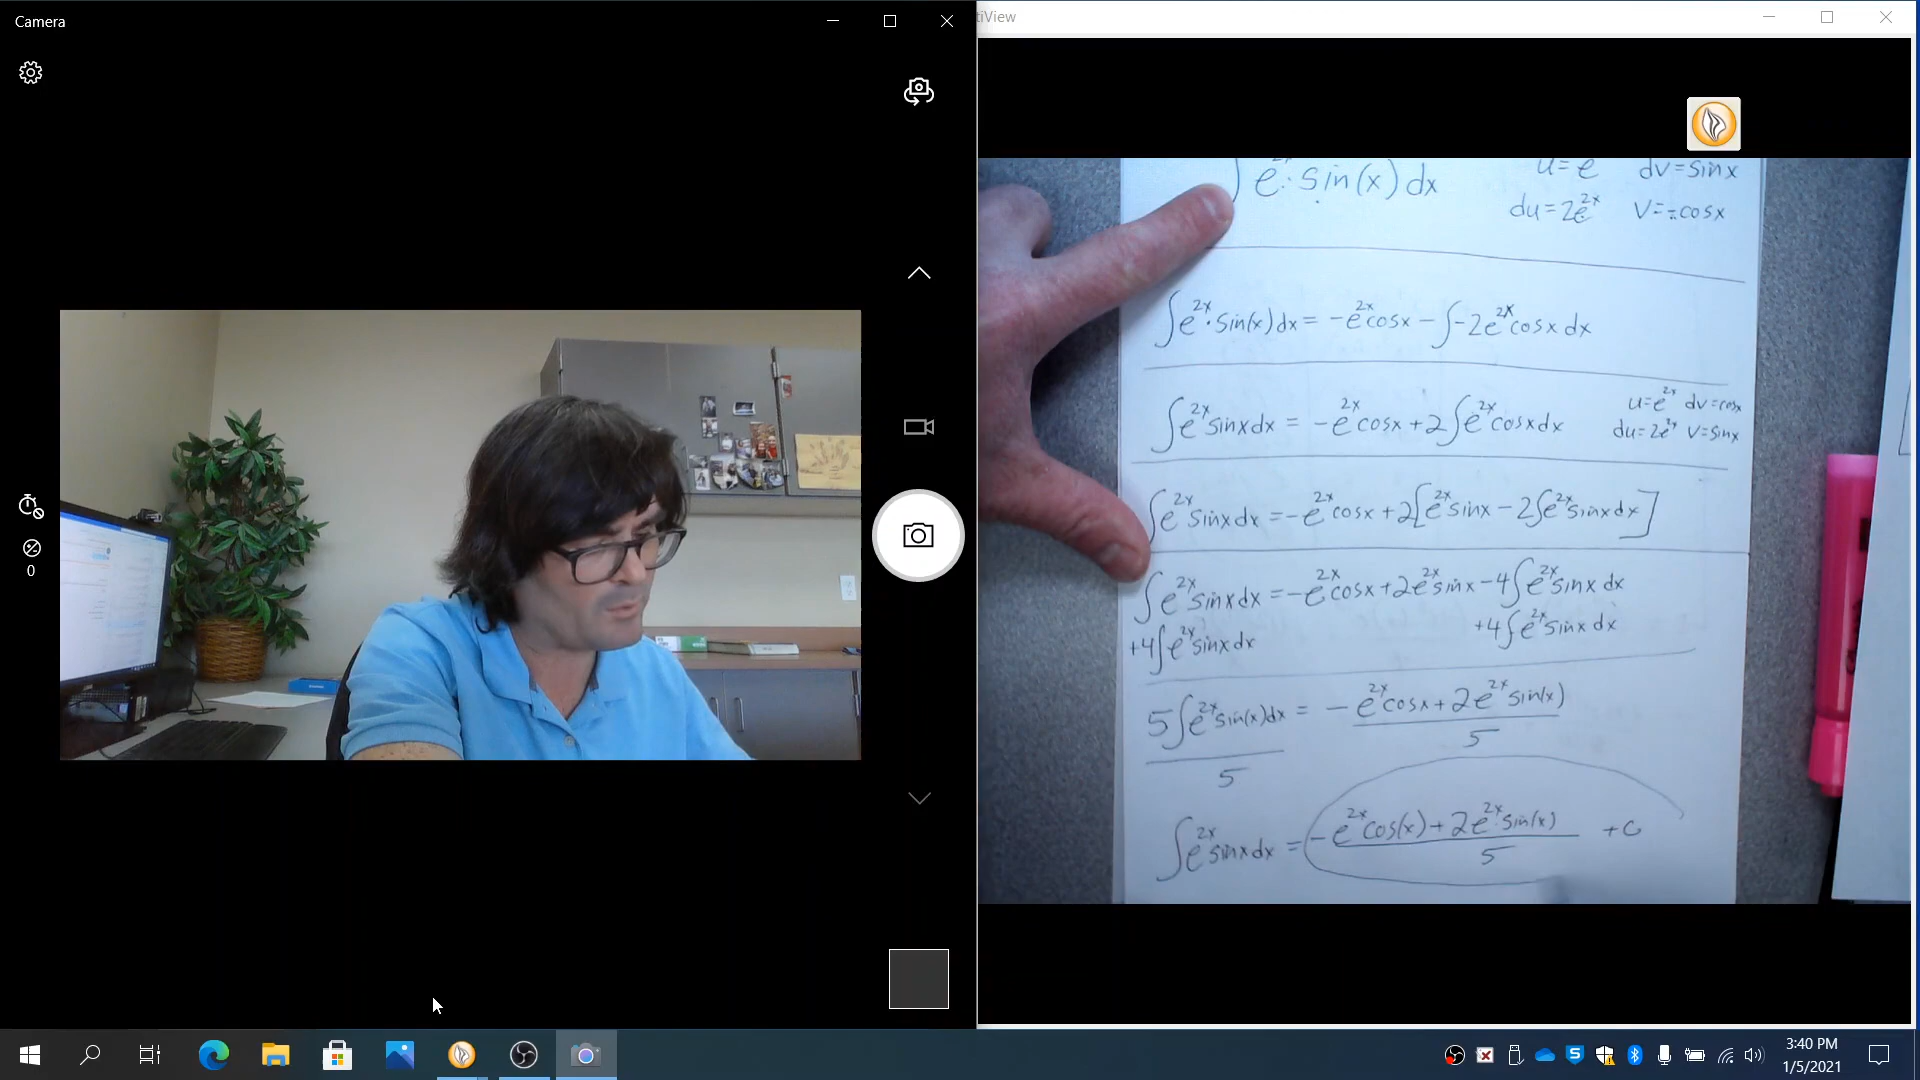 Camera
tiView
0
∫ e^2x · sin(x) dx   u = e   dv = sinx
du = 2e^2x   v = -cosx
∫ e^2x · sin(x) dx = -e^2x cosx - ∫ -2e^2x cosx dx
∫ e^2x sinx dx = -e^2x cosx + 2 ∫ e^2x cosx dx   u = e^2x   dv = cosx
du = 2e^2x   v = sinx
∫ e^2x sinx dx = -e^2x cosx + 2[e^2x sinx - 2∫ e^2x sinx dx]
∫ e^2x sinx dx = -e^2x cosx + 2e^2x sinx - 4 ∫ e^2x sinx dx
+4 ∫ e^2x sinx dx   +4 ∫ e^2x sinx dx
5 ∫ e^2x sin(x) dx = -e^2x cosx + 2e^2x sin(x)
5   5
∫ e^2x sinx dx = -e^2x cos(x) + 2e^2x · sin(x) + C
5
3:40 PM
1/5/2021